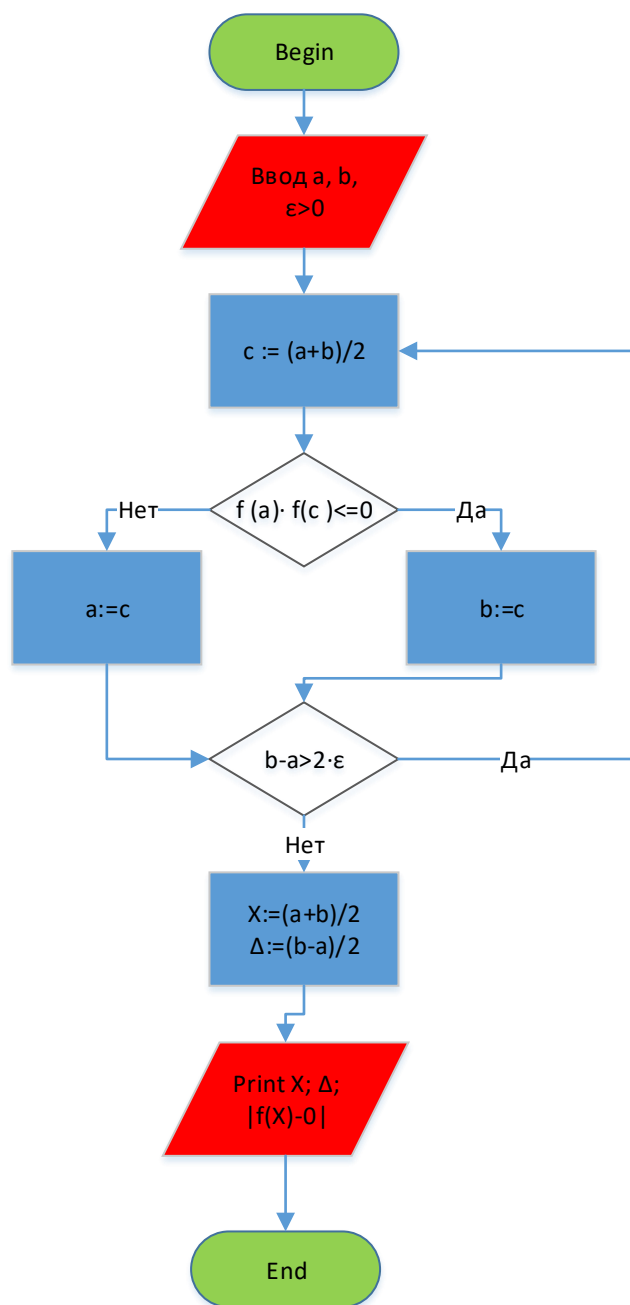 Begin
Ввод a, b,
ε>0
c := (a+b)/2
f (a)· f(c )<=0
Нет
Да
a:=c
b:=c
b-a>2·ε
Да
Нет
X:=(a+b)/2
Δ:=(b-a)/2
Print X; Δ;
|f(X)-0|
End